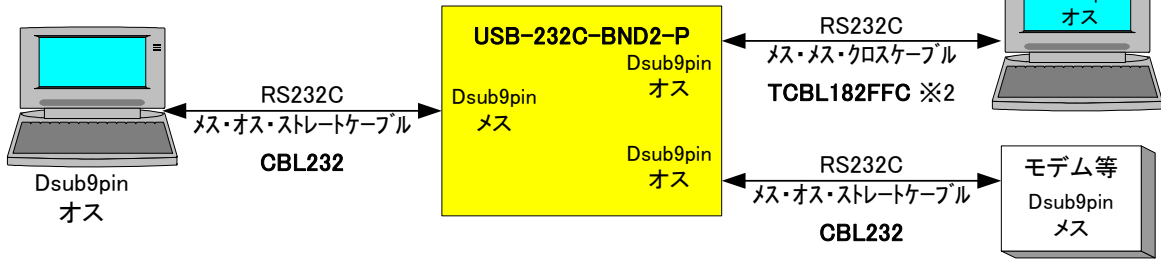 RS232C
メス・オス・ストレートケーブル
CBL232
Dsub9pin
オス
USB-232C-BND2-P
Dsub9pin
オス
Dsub9pin
メス
Dsub9pin
オス
RS232C
メス・メス・クロスケーブル
TCBL182FFC ※2
オス
RS232C
メス・オス・ストレートケーブル
CBL232
モデム等
Dsub9pin
メス